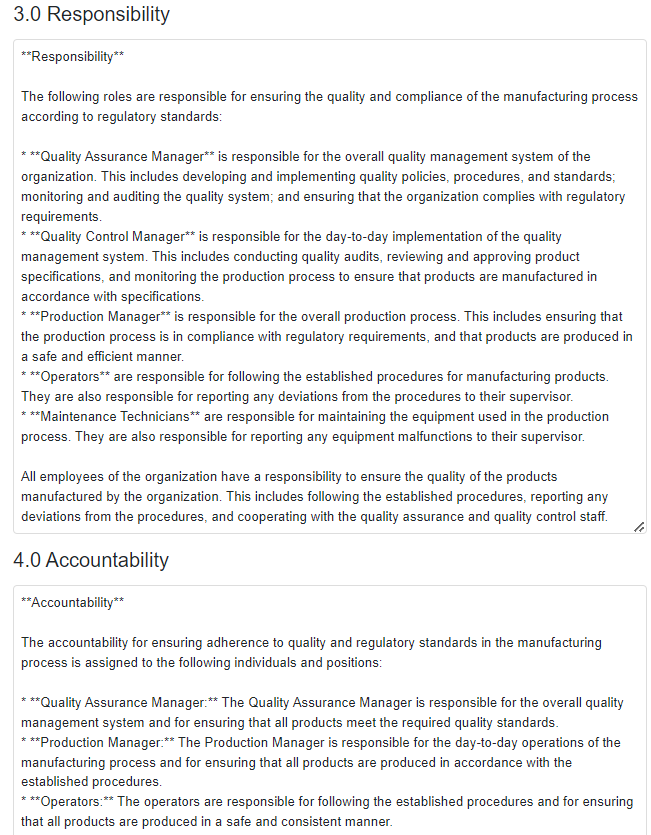 3.0 Responsibility
**Responsibility**
The following roles are responsible for ensuring the quality and compliance of the manufacturing process
according to regulatory standards:
* **Quality Assurance Manager** is responsible for the overall quality management system of the
organization. This includes developing and implementing quality policies, procedures, and standards;
monitoring and auditing the quality system; and ensuring that the organization complies with regulatory
requirements.
* **Quality Control Manager** is responsible for the day-to-day implementation of the quality
management system. This includes conducting quality audits, reviewing and approving product
specifications, and monitoring the production process to ensure that products are manufactured in
accordance with specifications.
* **Production Manager** is responsible for the overall production process. This includes ensuring that
the production process is in compliance with regulatory requirements, and that products are produced in
a safe and efficient manner.
* **Operators** are responsible for following the established procedures for manufacturing products.
They are also responsible for reporting any deviations from the procedures to their supervisor.
* **Maintenance Technicians** are responsible for maintaining the equipment used in the production
process. They are also responsible for reporting any equipment malfunctions to their supervisor.
All employees of the organization have a responsibility to ensure the quality of the products
manufactured by the organization. This includes following the established procedures, reporting any
deviations from the procedures, and cooperating with the quality assurance and quality control staff.
4.0 Accountability
**Accountability**
The accountability for ensuring adherence to quality and regulatory standards in the manufacturing
process is assigned to the following individuals and positions:
* **Quality Assurance Manager:** The Quality Assurance Manager is responsible for the overall quality
management system and for ensuring that all products meet the required quality standards.
* **Production Manager:** The Production Manager is responsible for the day-to-day operations of the
manufacturing process and for ensuring that all products are produced in accordance with the
established procedures.
* **Operators:** The operators are responsible for following the established procedures and for ensuring
that all products are produced in a safe and consistent manner.